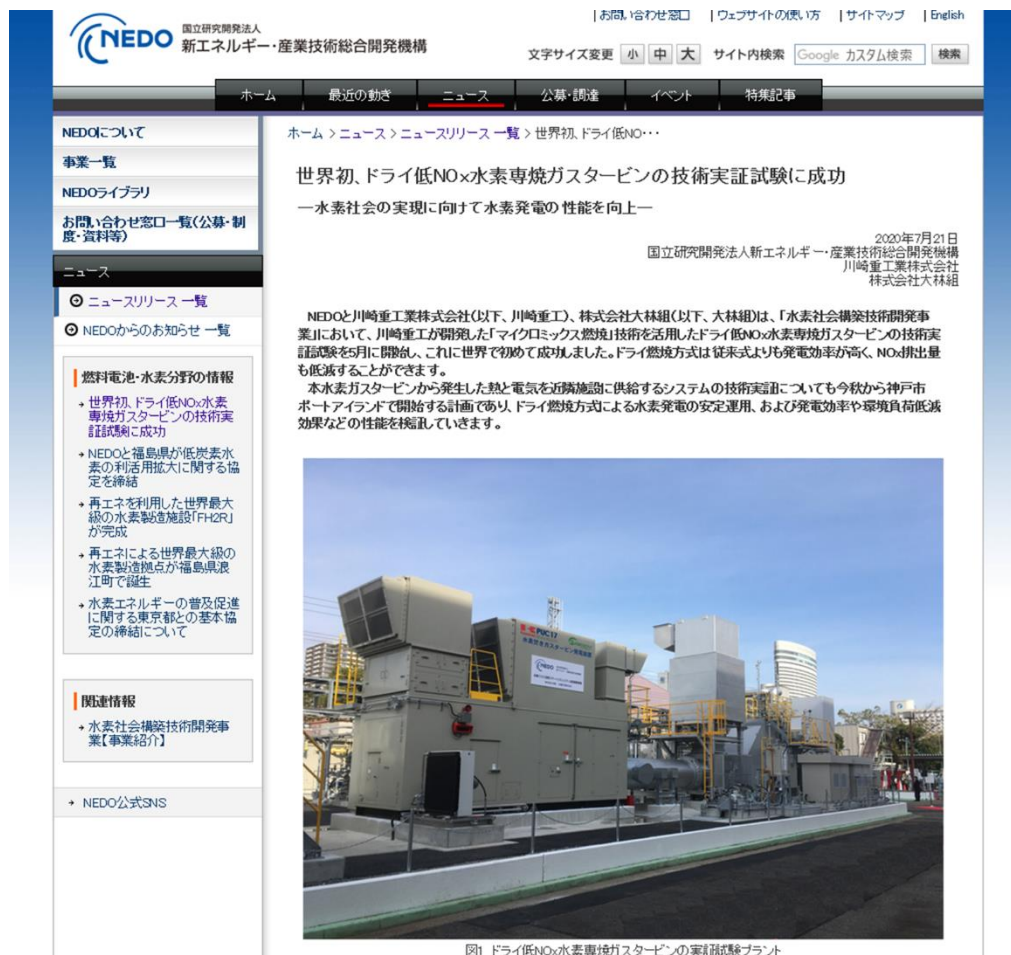 |お問い合わせ窓口 |ウェブサイトの使い方 |サイトマップ |English
NEDO 国立研究開発法人
新エネルギー・産業技術総合開発機構
文字サイズ変更 小 中 大 サイト内検索 Google カスタム検索 検索
ホーム 最近の動き ニュース 公募・調達 イベント 特集記事
NEDOについて
事業一覧
NEDOライブラリ
お問い合わせ窓口一覧(公募・制
度・資料等)
ニュース
ニュースリリース 一覧
NEDOからのお知らせ 一覧
燃料電池・水素分野の情報
世界初、ドライ低NOx水素
専焼ガスタービンの技術実
証試験に成功
NEDOと福島県が低炭素水
素の利活用拡大に関する協
定を締結
再エネを利用した世界最大
級の水素製造施設「FH2R」
が完成
再エネによる世界最大級の
水素製造拠点が福島県浪
江町で誕生
水素エネルギーの普及促進
に関する東京都との基本協
定の締結について
関連情報
水素社会構築技術開発事
業【事業紹介】
NEDO公式SNS
ホーム > ニュース > ニュースリリース 一覧 > 世界初、ドライ低NO・・・
世界初、ドライ低NOx水素専焼ガスタービンの技術実証試験に成功
―水素社会の実現に向けて水素発電の性能を向上―
2020年7月21日
国立研究開発法人新エネルギー・産業技術総合開発機構
川崎重工業株式会社
株式会社大林組
NEDOと川崎重工業株式会社(以下、川崎重工)、株式会社大林組(以下、大林組)は、「水素社会構築技術開発事
業」において、川崎重工が開発した「マイクロミックス燃焼」技術を活用したドライ低NOx水素専焼ガスタービンの技術実
証試験を5月に開始し、これに世界で初めて成功しました。ドライ燃焼方式は従来式よりも発電効率が高く、NOx排出量
も低減することができます。
本水素ガスタービンから発生した熱と電気を近隣施設に供給するシステムの技術実証についても今秋から神戸市
ポートアイランドで開始する計画であり、ドライ燃焼方式による水素発電の安定運用、および発電効率や環境負荷低減
効果などの性能を検証していきます。
PUC17
水素ガスタービン発電設備
NEDO
図1 ドライ低NOx水素専焼ガスタービンの実証試験プラント